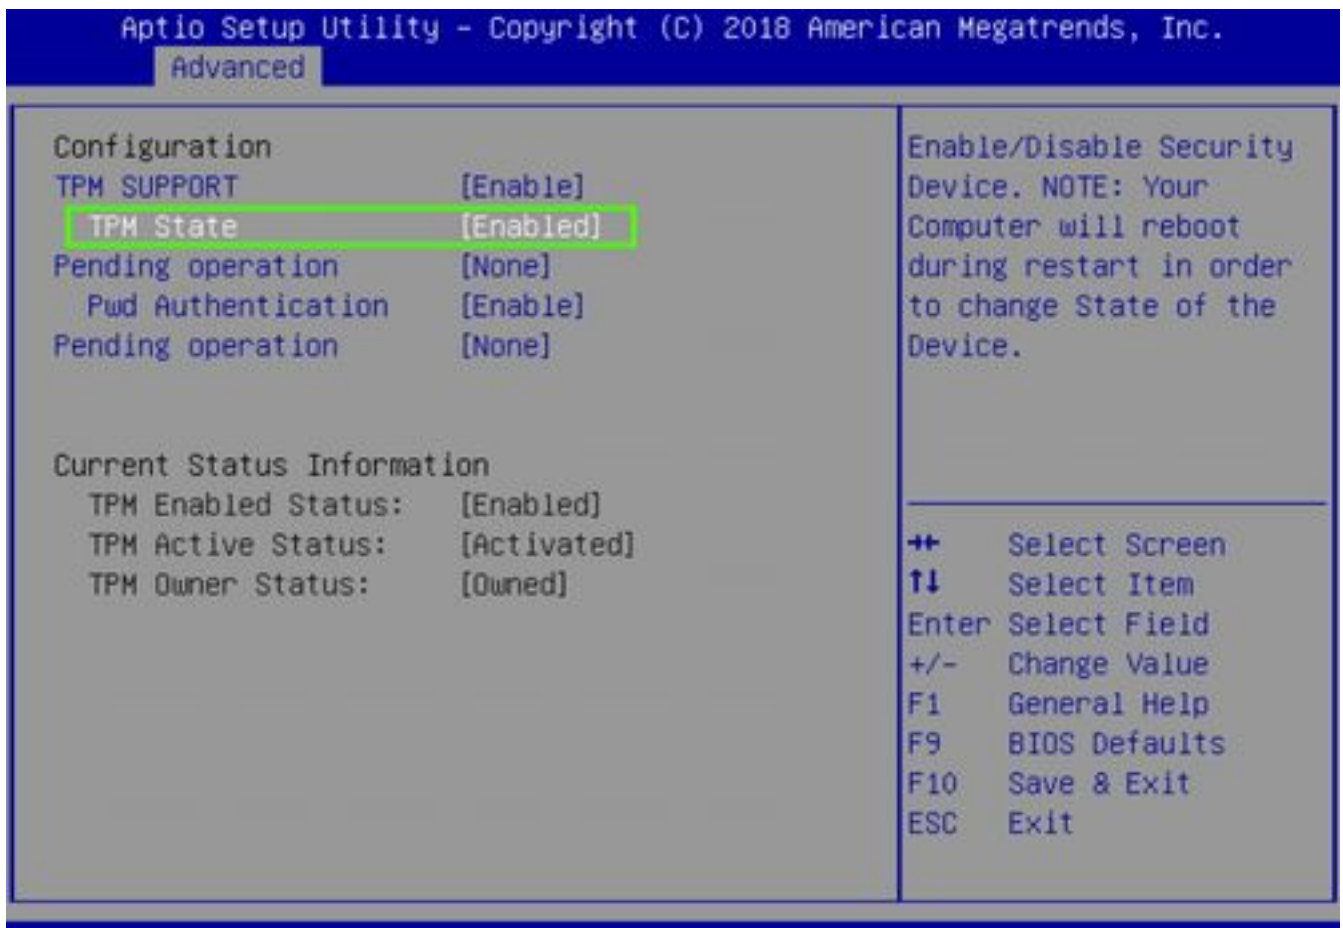 Aptio Setup Utility – Copyright (C) 2018 American Megatrends, Inc.
Advanced
Configuration
TPM SUPPORT [Enable]
TPM State [Enabled]
Pending operation [None]
Pwd Authentication [Enable]
Pending operation [None]
Current Status Information
TPM Enabled Status: [Enabled]
TPM Active Status: [Activated]
TPM Owner Status: [Owned]
Enable/Disable Security
Device. NOTE: Your
Computer will reboot
during restart in order
to change State of the
Device.
→← Select Screen
↑↓ Select Item
Enter Select Field
+/- Change Value
F1 General Help
F9 BIOS Defaults
F10 Save & Exit
ESC Exit